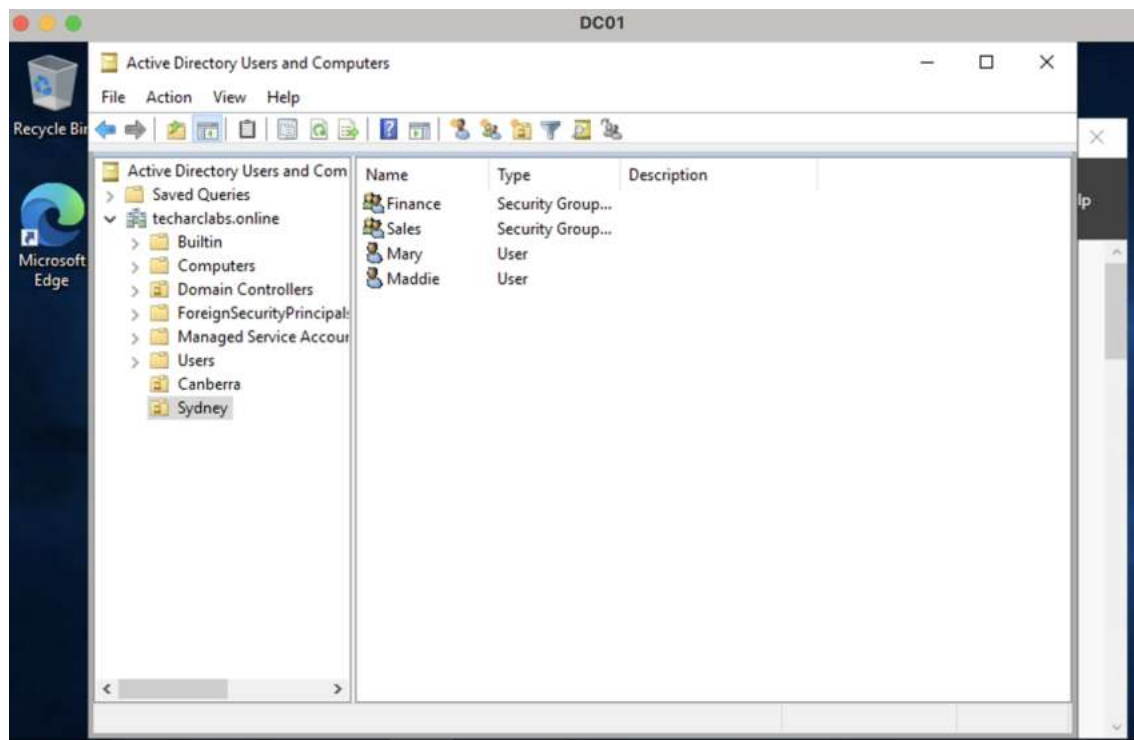 DC01
Active Directory Users and Computers
File Action View Help
Recycle Bin
Active Directory Users and Com
Saved Queries
techarclabs.online
Builtin
Computers
Domain Controllers
ForeignSecurityPrincipals
Managed Service Accour
Users
Canberra
Sydney
Name Type Description
Finance Security Group...
Sales Security Group...
Mary User
Maddie User
Microsoft
Edge
lp